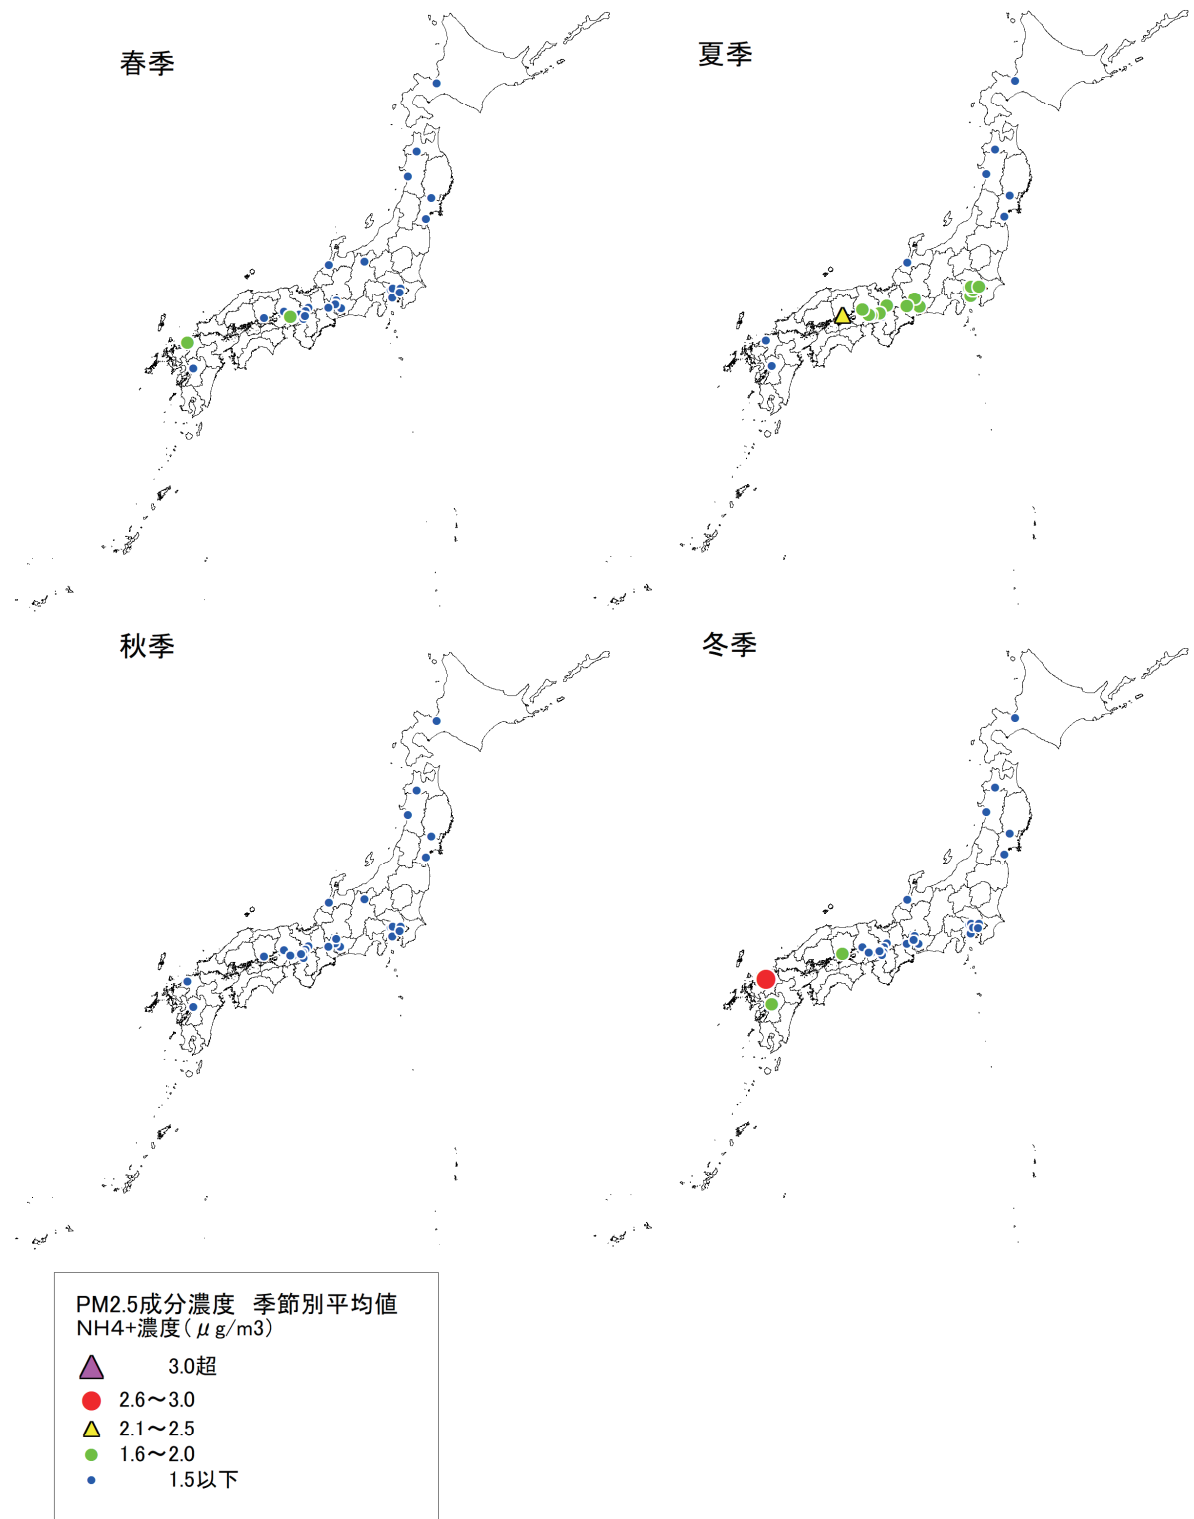 春季
夏季
秋季
冬季
PM2.5成分濃度　季節別平均値
NH4+濃度(μg/m3)
3.0超
2.6～3.0
2.1～2.5
1.6～2.0
1.5以下